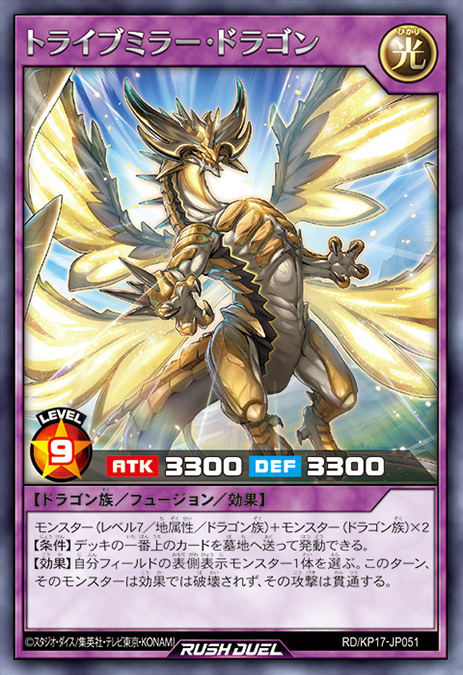 トライブミラー・ドラゴン
ひかり
光
LEVEL
9
ATK 3300 DEF 3300
【ドラゴン族／フュージョン／効果】
モンスター（レベル7／地属性／ドラゴン族）＋モンスター（ドラゴン族）×2
【条件】デッキの一番上のカードを墓地へ送って発動できる。
【効果】自分フィールドの表側表示モンスター1体を選ぶ。このターン、
そのモンスターは効果では破壊されず、その攻撃は貫通する。
©スタジオ・ダイス/集英社・テレビ東京・KONAMI RUSH DUEL RD/KP17-JP051